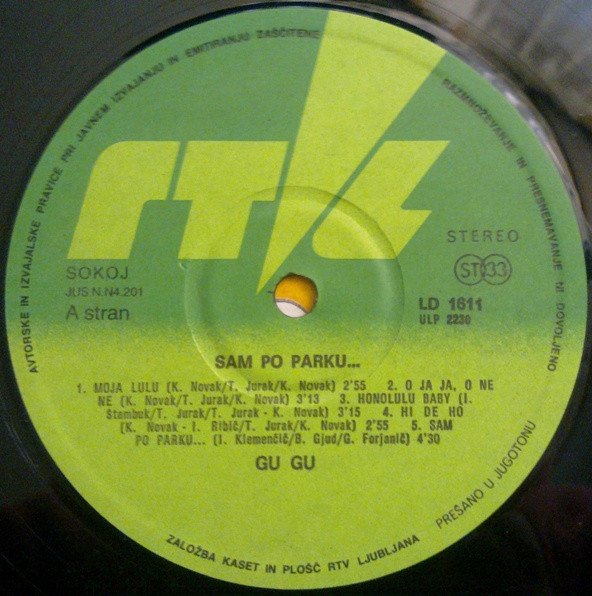 AVTORSKE IN IZVAJALSKE PRAVICE PRI JAVNEM IZVAJANJU IN EMITIRANJU ZAŠČITENE
RAZMNOŽEVANJE IN PRESNEMAVANJE NI DOVOLJENO
rtvl
STEREO
SOKOJ
JUS N.N4.201
A stran
ST 33
LD 1611
ULP 2230
SAM PO PARKU...
1. MOJA LULU (K. Novak/T. Jurak/K. Novak) 2'55 2. O JA JA, O NE
NE (K. Novak/T. Jurak/K. Novak) 3'13 3. HONOLULU BABY (I.
Štambuk/T. Jurak/T. Jurak - K. Novak) 3'15 4. HI DE HO
(K. Novak - I. Ribič/T. Jurak/K. Novak) 2'55 5. SAM
PO PARKU... (I. Klemenčič/B. Gjud/G. Forjanič) 4'30
GU GU
PREŠANO U JUGOTONU
ZALOŽBA KASET IN PLOŠČ RTV LJUBLJANA